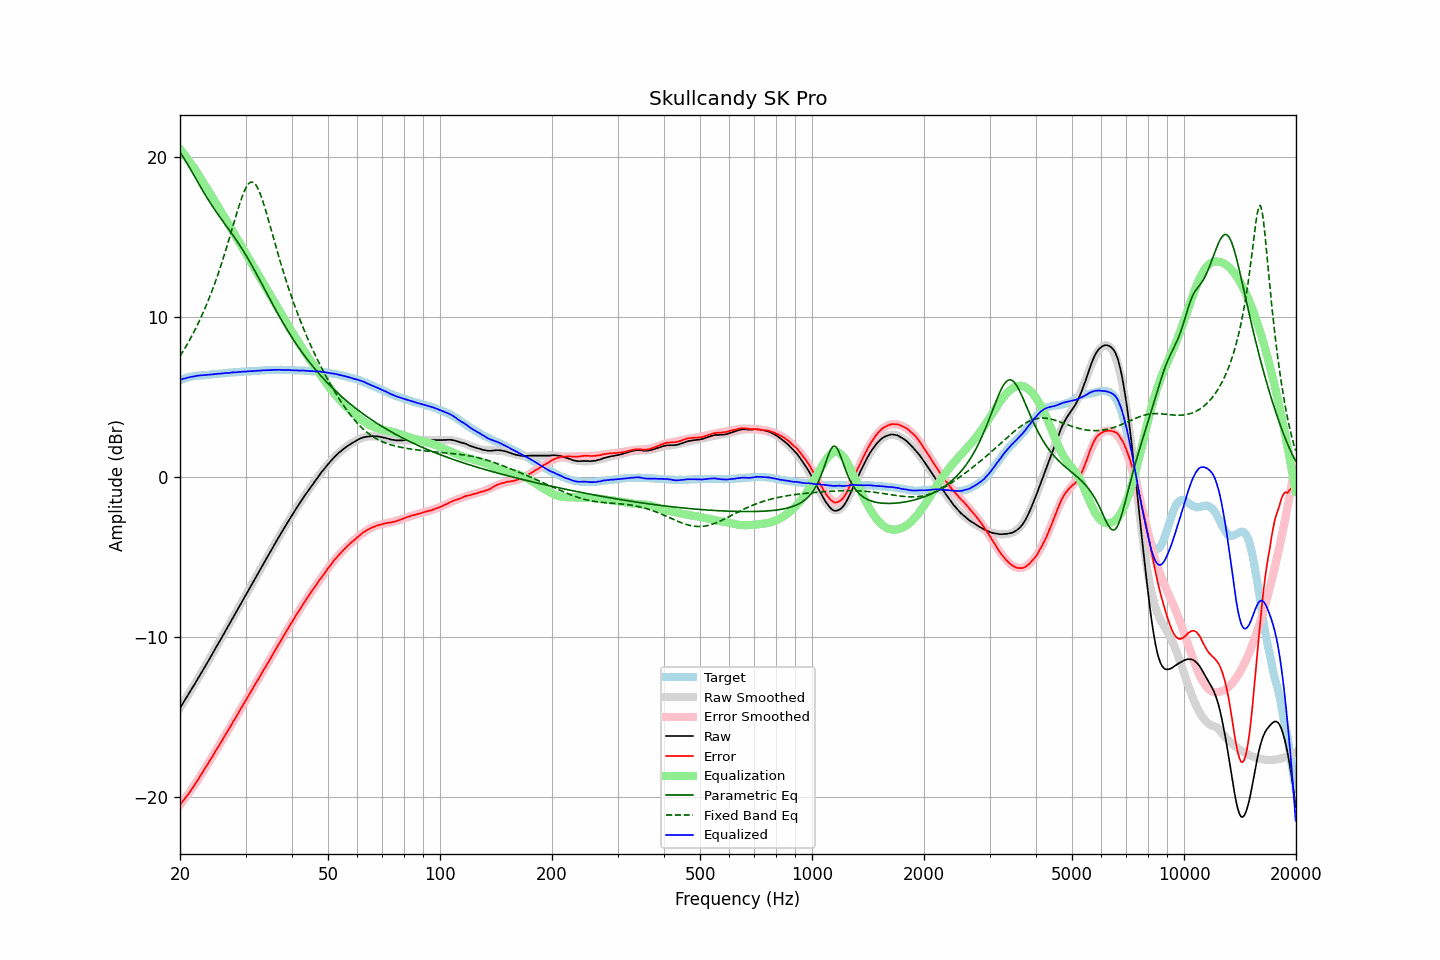 Skullcandy SK Pro
Amplitude (dBr)
20
10
0
−10
−20
Target
Raw Smoothed
Error Smoothed
Raw
Error
Equalization
Parametric Eq
Fixed Band Eq
Equalized
20 50 100 200 500 1000 2000 5000 10000 20000
Frequency (Hz)